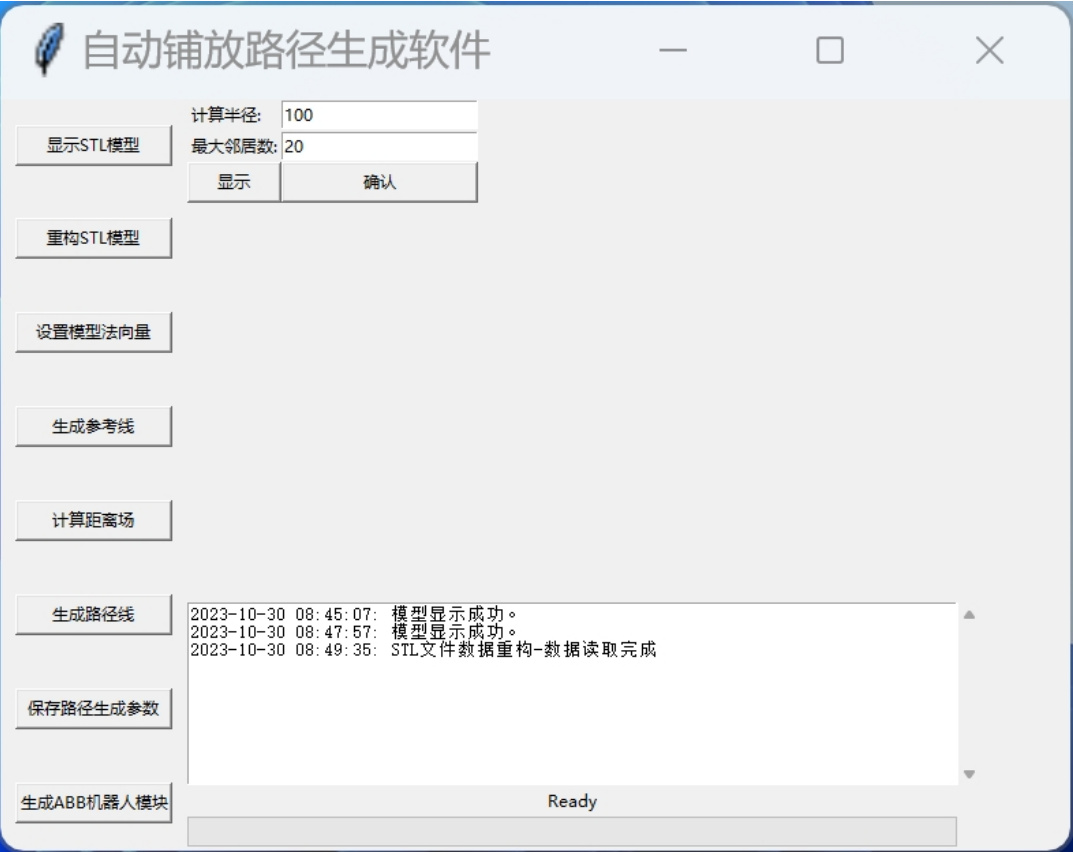 自动铺放路径生成软件
显示STL模型
重构STL模型
设置模型法向量
生成参考线
计算距离场
生成路径线
保存路径生成参数
生成ABB机器人模块
计算半径: 100
最大邻居数: 20
显示 确认
2023-10-30 08:45:07: 模型显示成功。
2023-10-30 08:47:57: 模型显示成功。
2023-10-30 08:49:35: STL文件数据重构-数据读取完成
Ready